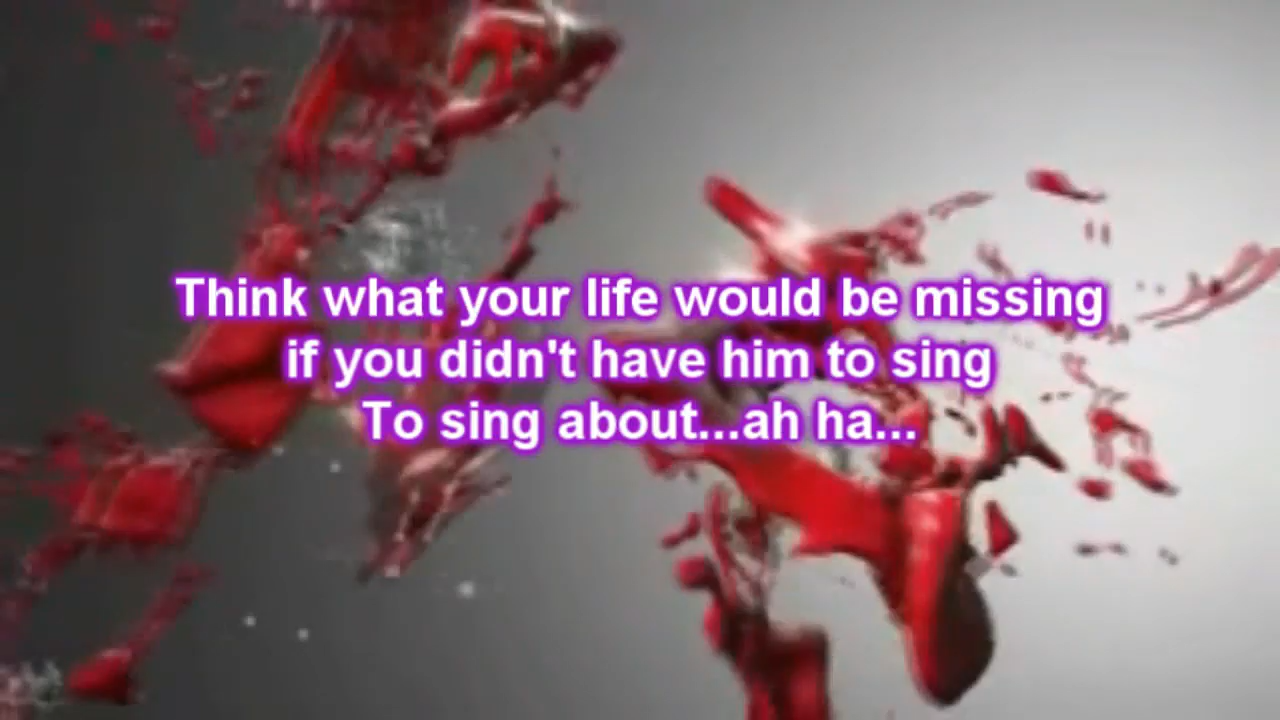 Think what your life would be missing
if you didn't have him to sing
To sing about...ah ha...